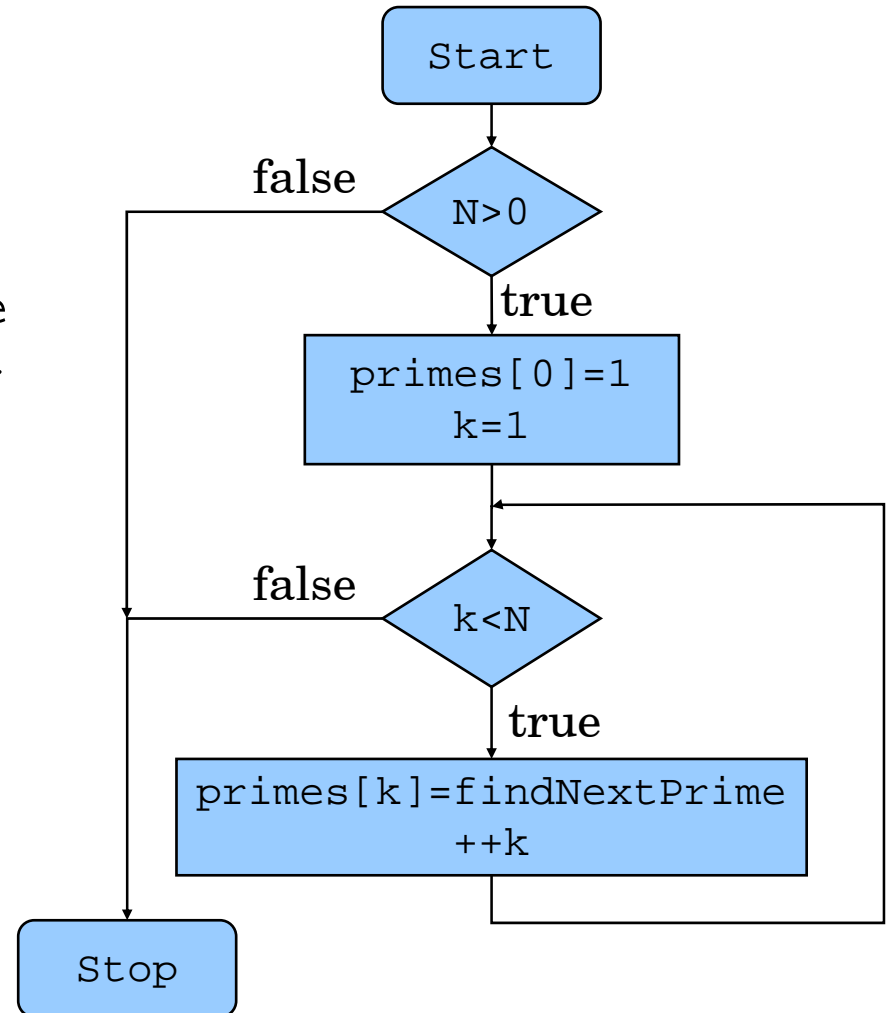 Start
false
N>0
true
primes[0]=1
k=1
false
k<N
true
primes[k]=findNextPrime
++k
Stop